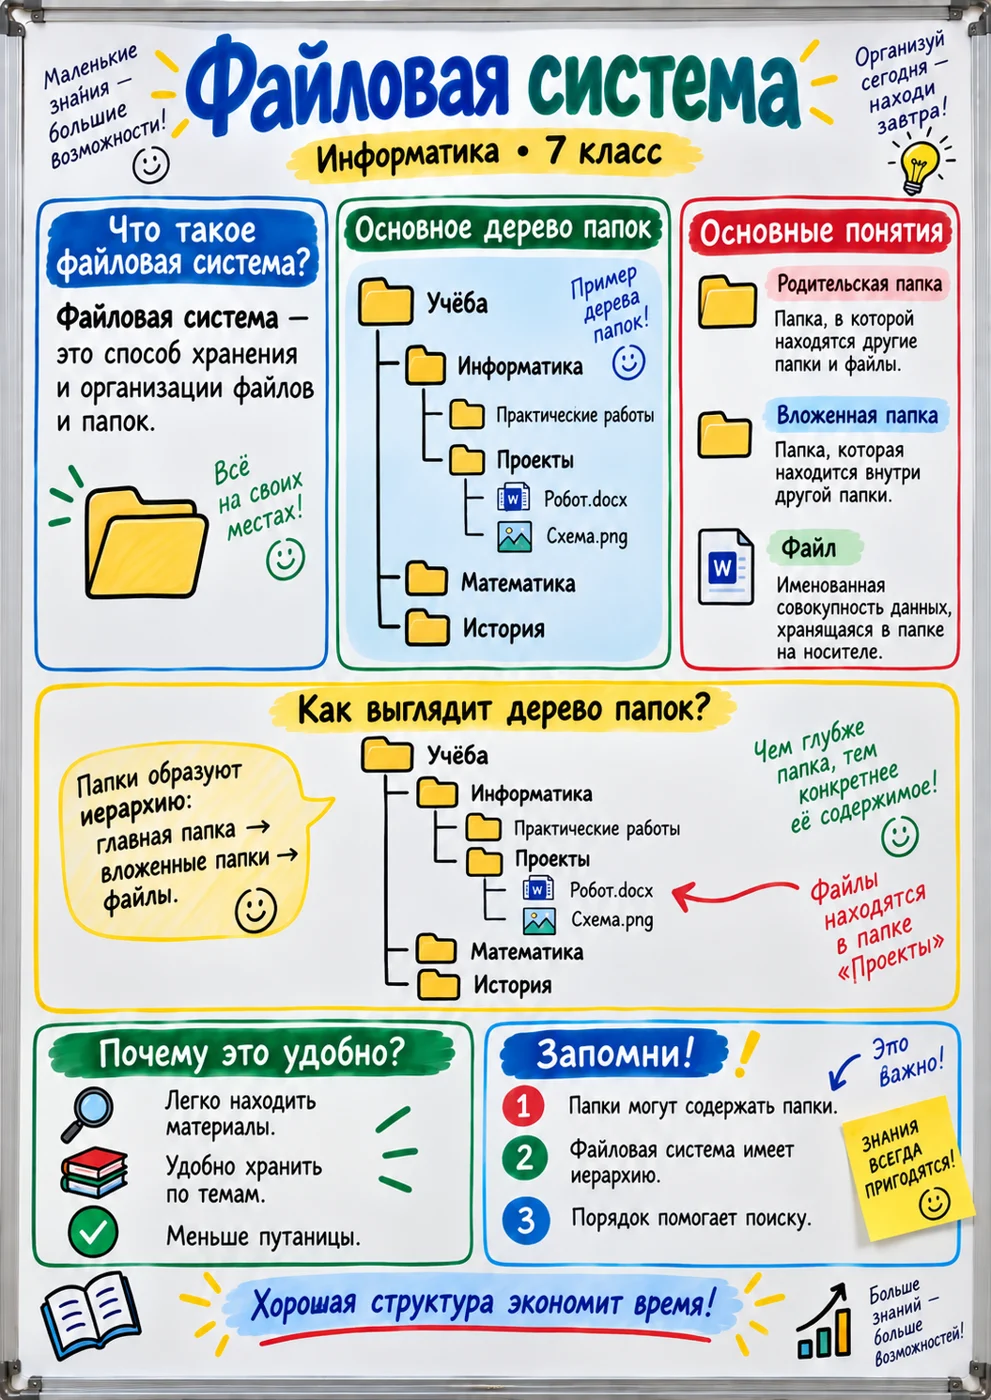 Маленькие
знания –
большие
возможности!
Файловая система
Информатика • 7 класс
Организуй
сегодня –
находи
завтра!
Что такое
файловая система?
Файловая система –
это способ хранения
и организации файлов
и папок.
Всё
на своих
местах!
Основное дерево папок
Пример
дерева
папок!
Учёба
Информатика
Практические работы
Проекты
W Робот.docx
Схема.png
Математика
История
Основные понятия
Родительская папка
Папка, в которой
находятся другие
папки и файлы.
Вложенная папка
Папка, которая
находится внутри
другой папки.
W
Файл
Именованная
совокупность данных,
хранящаяся в папке
на носителе.
Как выглядит дерево папок?
Папки образуют
иерархию:
главная папка →
вложенные папки →
файлы.
Учёба
Информатика
Практические работы
Проекты
W Робот.docx
Схема.png
Математика
История
Чем глубже
папка, тем
конкретнее
её содержимое!
Файлы
находятся
в папке
«Проекты»
Почему это удобно?
Легко находить
материалы.
Удобно хранить
по темам.
Меньше путаницы.
Запомни!
Это
важно!
1 Папки могут содержать папки.
2 Файловая система имеет
иерархию.
3 Порядок помогает поиску.
ЗНАНИЯ
ВСЕГДА
ПРИГОДЯТСЯ!
Хорошая структура экономит время!
Больше
знаний –
больше
возможностей!